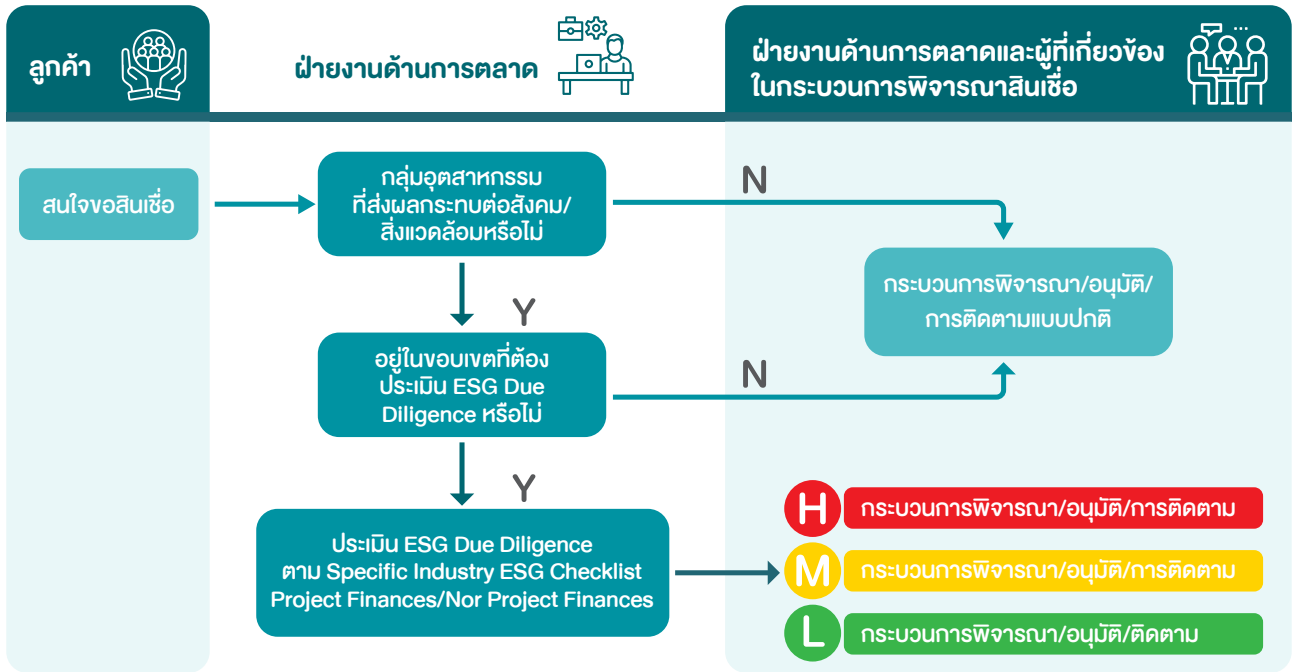 ลูกค้า
ฝ่ายงานด้านการตลาด
ฝ่ายงานด้านการตลาดและผู้ที่เกี่ยวข้อง
ในกระบวนการพิจารณาสินเชื่อ
สนใจขอสินเชื่อ
กลุ่มอุตสาหกรรม
ที่ส่งผลกระทบต่อสังคม/
สิ่งแวดล้อมหรือไม่
N
กระบวนการพิจารณา/อนุมัติ/
การติดตามแบบปกติ
Y
อยู่ในขอบเขตที่ต้อง
ประเมิน ESG Due
Diligence หรือไม่
N
Y
ประเมิน ESG Due Diligence
ตาม Specific Industry ESG Checklist
Project Finances/Nor Project Finances
H กระบวนการพิจารณา/อนุมัติ/การติดตาม
M กระบวนการพิจารณา/อนุมัติ/การติดตาม
L กระบวนการพิจารณา/อนุมัติ/ติดตาม